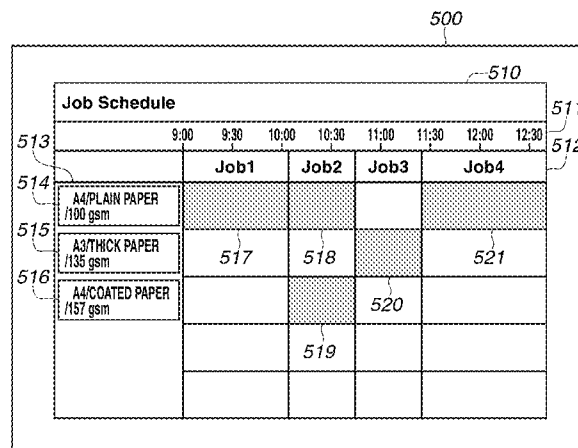 500
510
Job Schedule
511
9:00 9:30 10:00 10:30 11:00 11:30 12:00 12:30
512
513
Job1 Job2 Job3 Job4
514
A4/PLAIN PAPER
/100 gsm
515
A3/THICK PAPER
/135 gsm
517 518 521
516
A4/COATED PAPER
/157 gsm
520
519